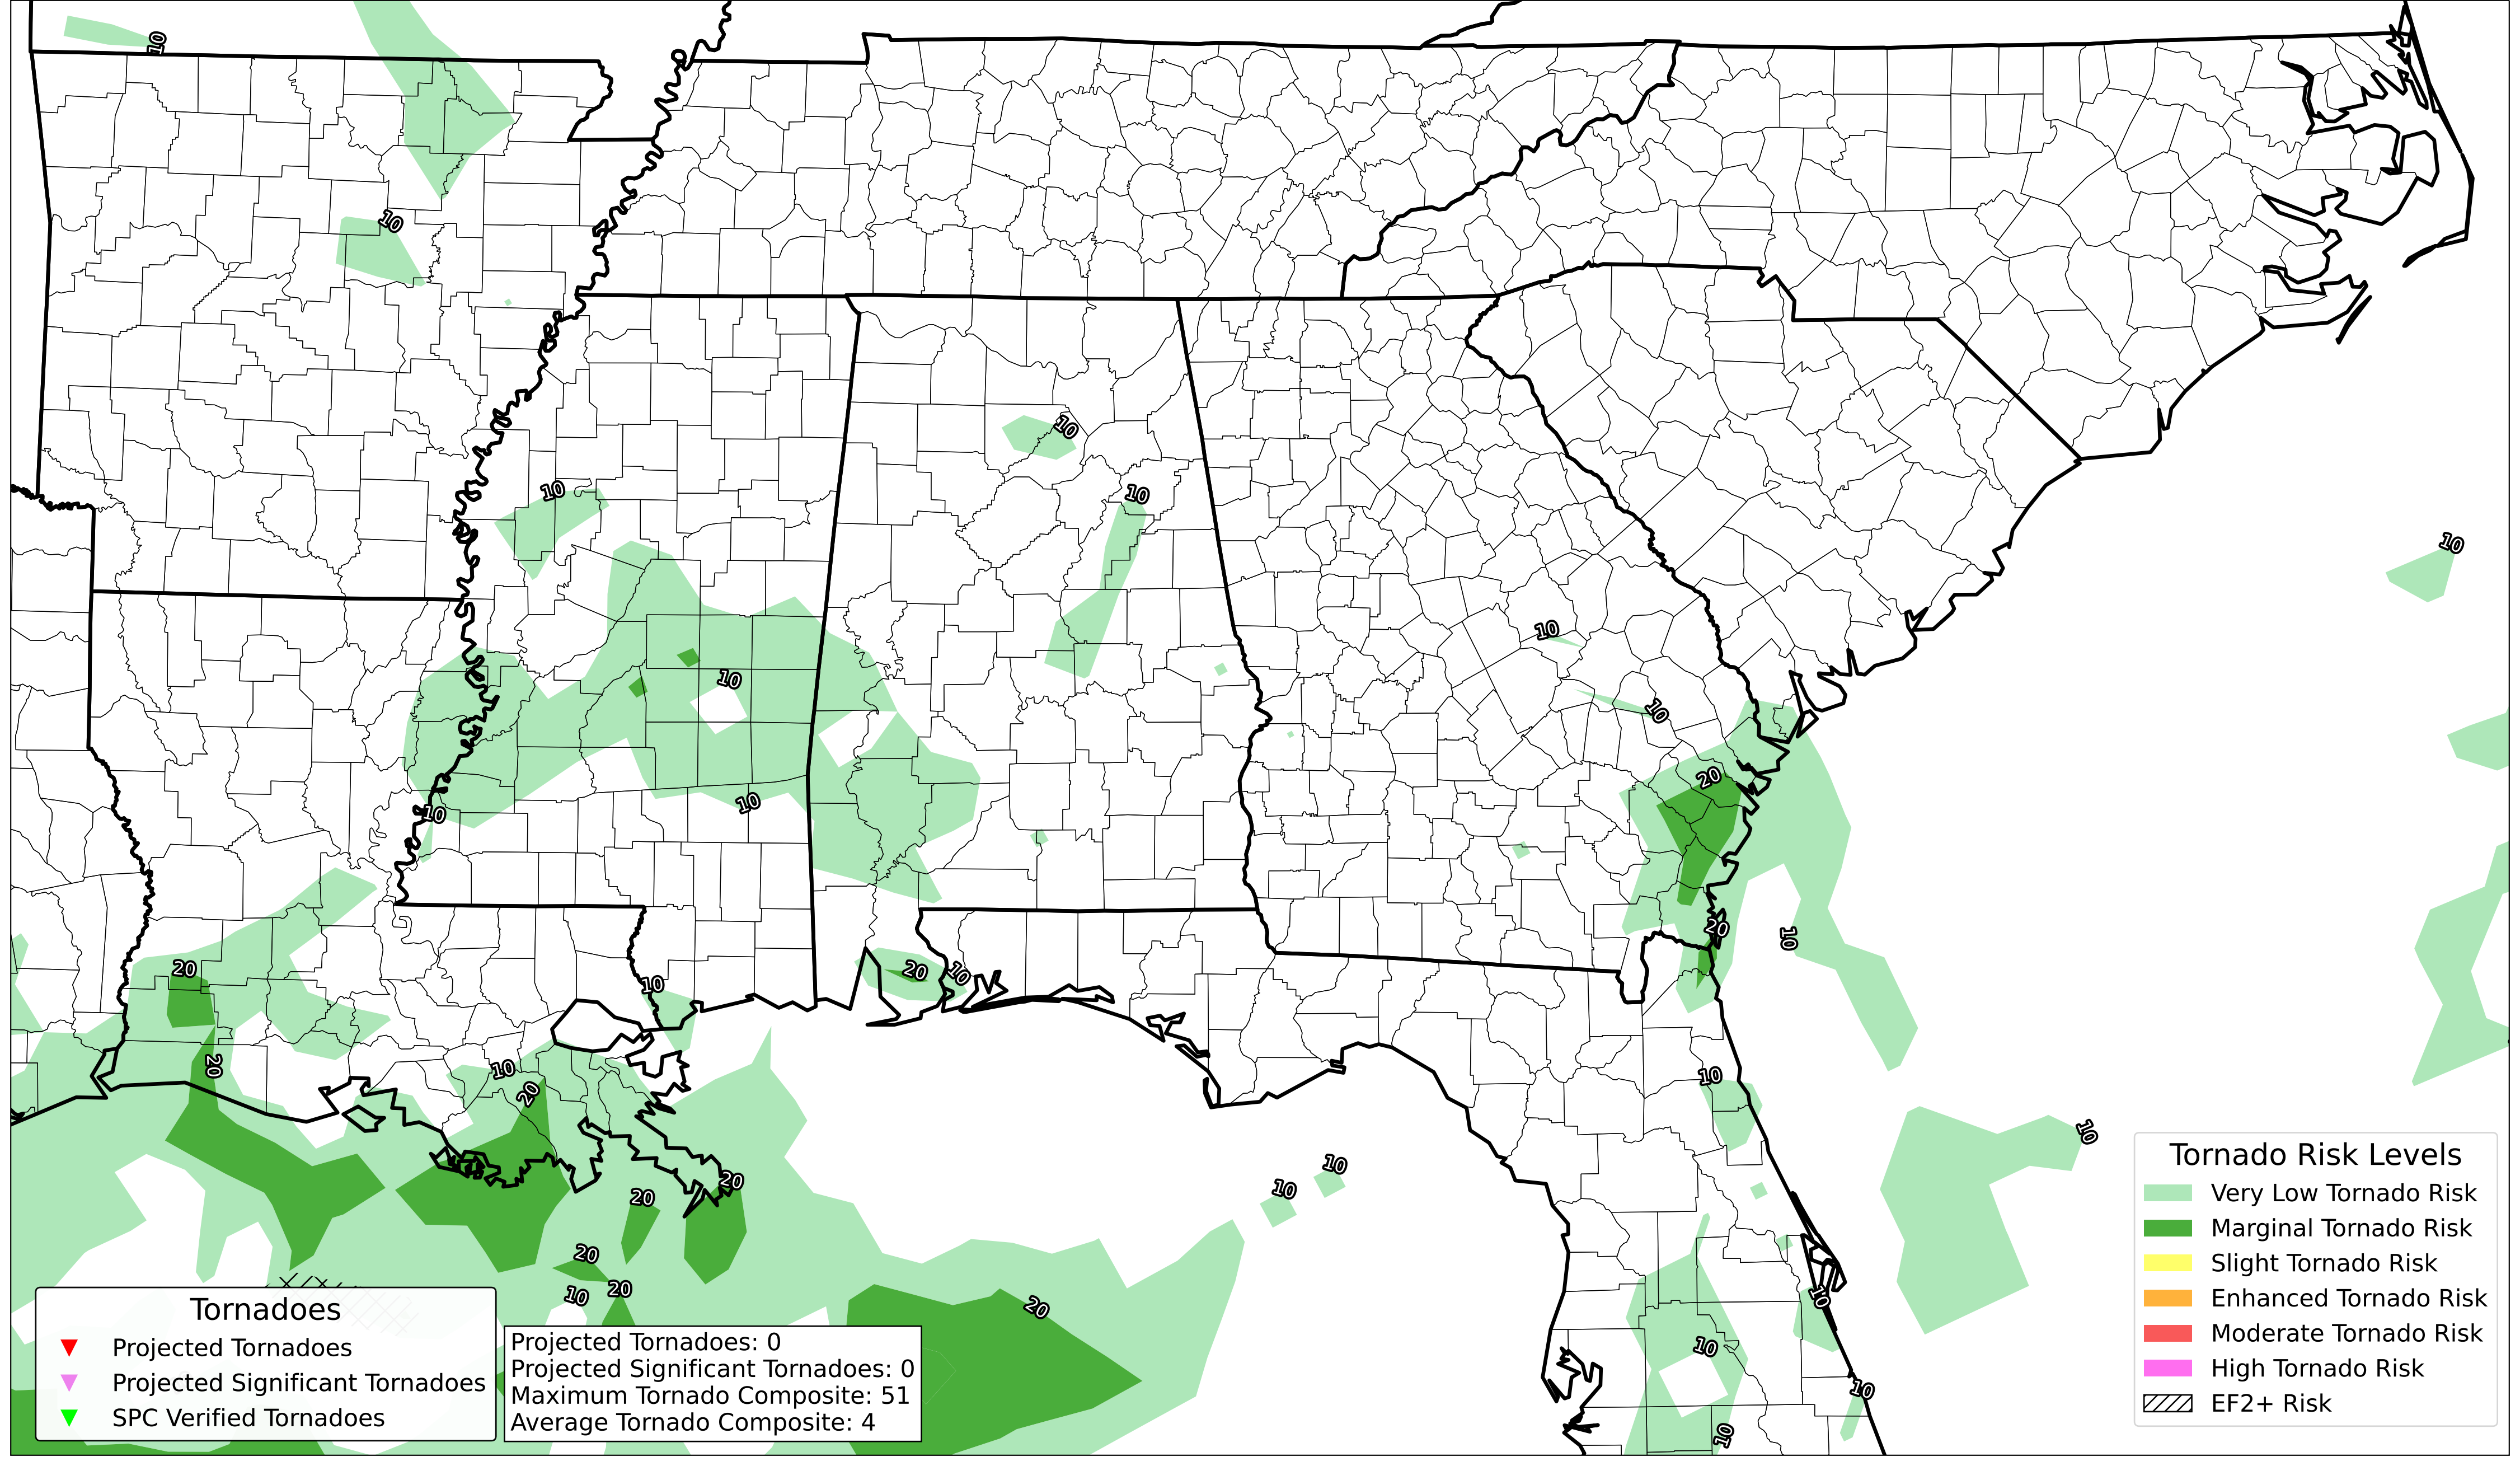 10
10
10
10
10
10
10
10
10
20
10
10
20
10
20
20
10
10
20
10
20
10
10
20
10
10
20
10
20
20
20
10
10
20
10
10
10
Tornadoes
Projected Tornadoes
Projected Significant Tornadoes
SPC Verified Tornadoes
Projected Tornadoes: 0
Projected Significant Tornadoes: 0
Maximum Tornado Composite: 51
Average Tornado Composite: 4
Tornado Risk Levels
Very Low Tornado Risk
Marginal Tornado Risk
Slight Tornado Risk
Enhanced Tornado Risk
Moderate Tornado Risk
High Tornado Risk
EF2+ Risk